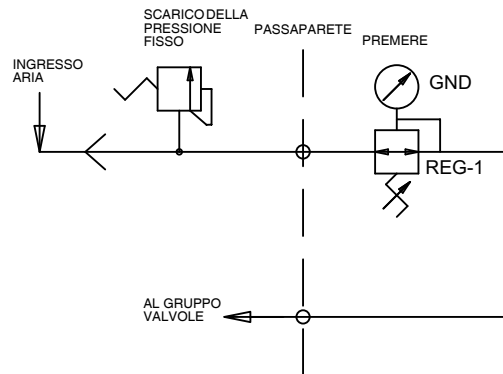 SCARICO DELLA
PRESSIONE
FISSO
PASSAPARETE
PREMERE
INGRESSO
ARIA
GND
REG-1
AL GRUPPO
VALVOLE